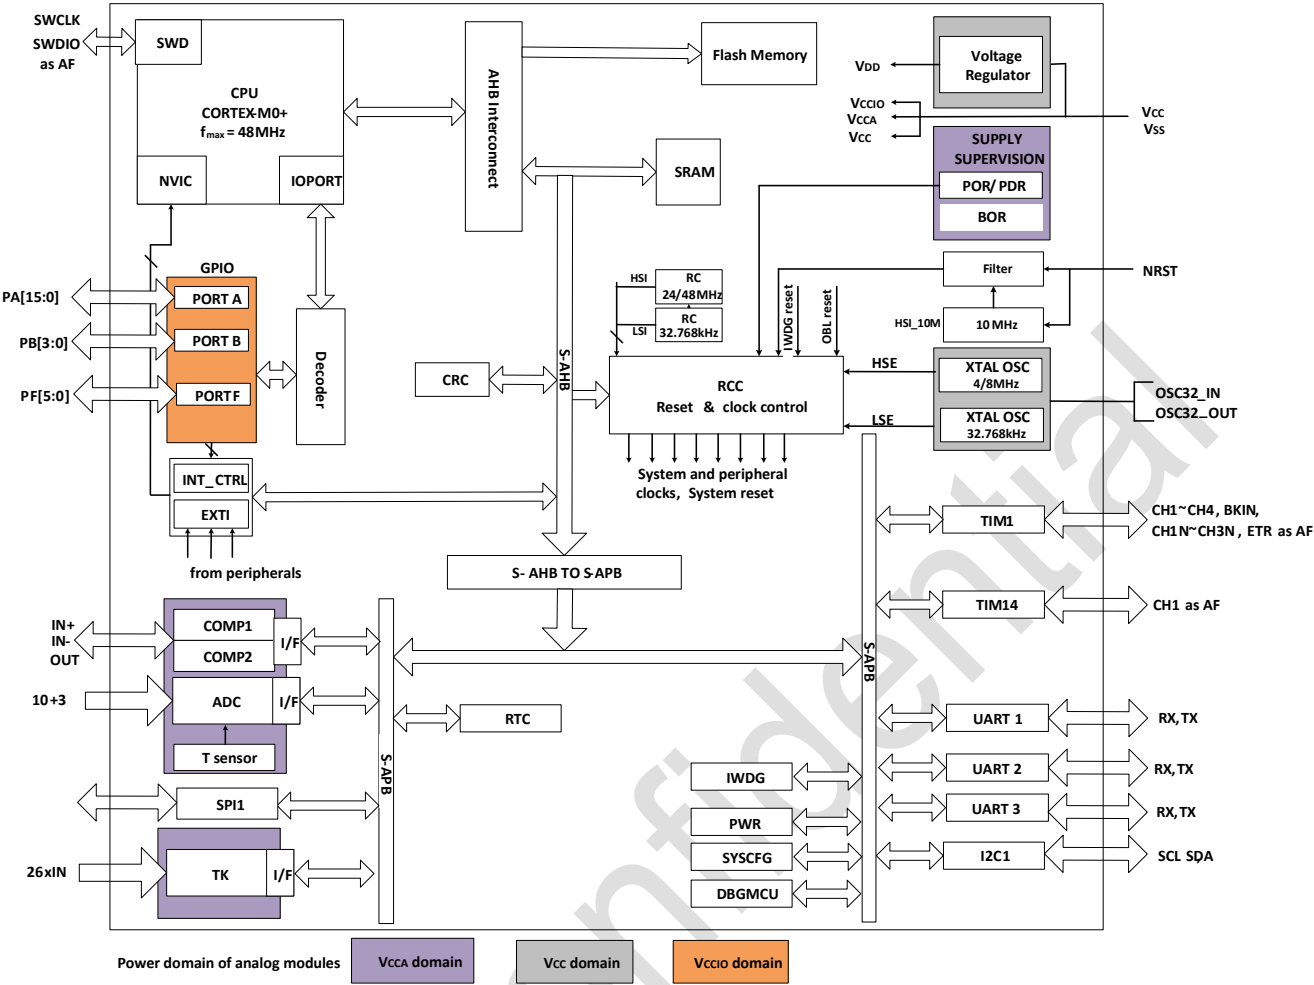 SWCLK
SWDIO
as AF
SWD
CPU
CORTEX-M0+
fmax = 48MHz
NVIC
IOPORT
AHB Interconnect
Flash Memory
SRAM
Voltage
Regulator
VDD
VCCIO
VCCA
VCC
VCC
VSS
SUPPLY
SUPERVISION
POR/ PDR
BOR
GPIO
PORT A
PORT B
PORT F
PA[15:0]
PB[3:0]
PF[5:0]
Decoder
INT_CTRL
EXTI
from peripherals
CRC
S-AHB
HSI
RC
24/48MHz
LSI
RC
32.768kHz
IWDG reset
OBL reset
Filter
NRST
HSI_10M
10 MHz
RCC
Reset & clock control
HSE
LSE
XTAL OSC
4/8MHz
XTAL OSC
32.768kHz
OSC32_IN
OSC32_OUT
System and peripheral
clocks, System reset
S- AHB TO S-APB
TIM1
CH1~CH4 , BKIN,
CH1N~CH3N , ETR as AF
TIM14
CH1 as AF
IN+
IN-
OUT
COMP1
COMP2
I/F
10+3
ADC
I/F
T sensor
SPI1
26xIN
TK
I/F
S-APB
RTC
S-APB
UART 1
RX,TX
UART 2
RX,TX
UART 3
RX,TX
I2C1
SCL SDA
IWDG
PWR
SYSCFG
DBGMCU
Power domain of analog modules
VCCA domain
VCC domain
VCCIO domain